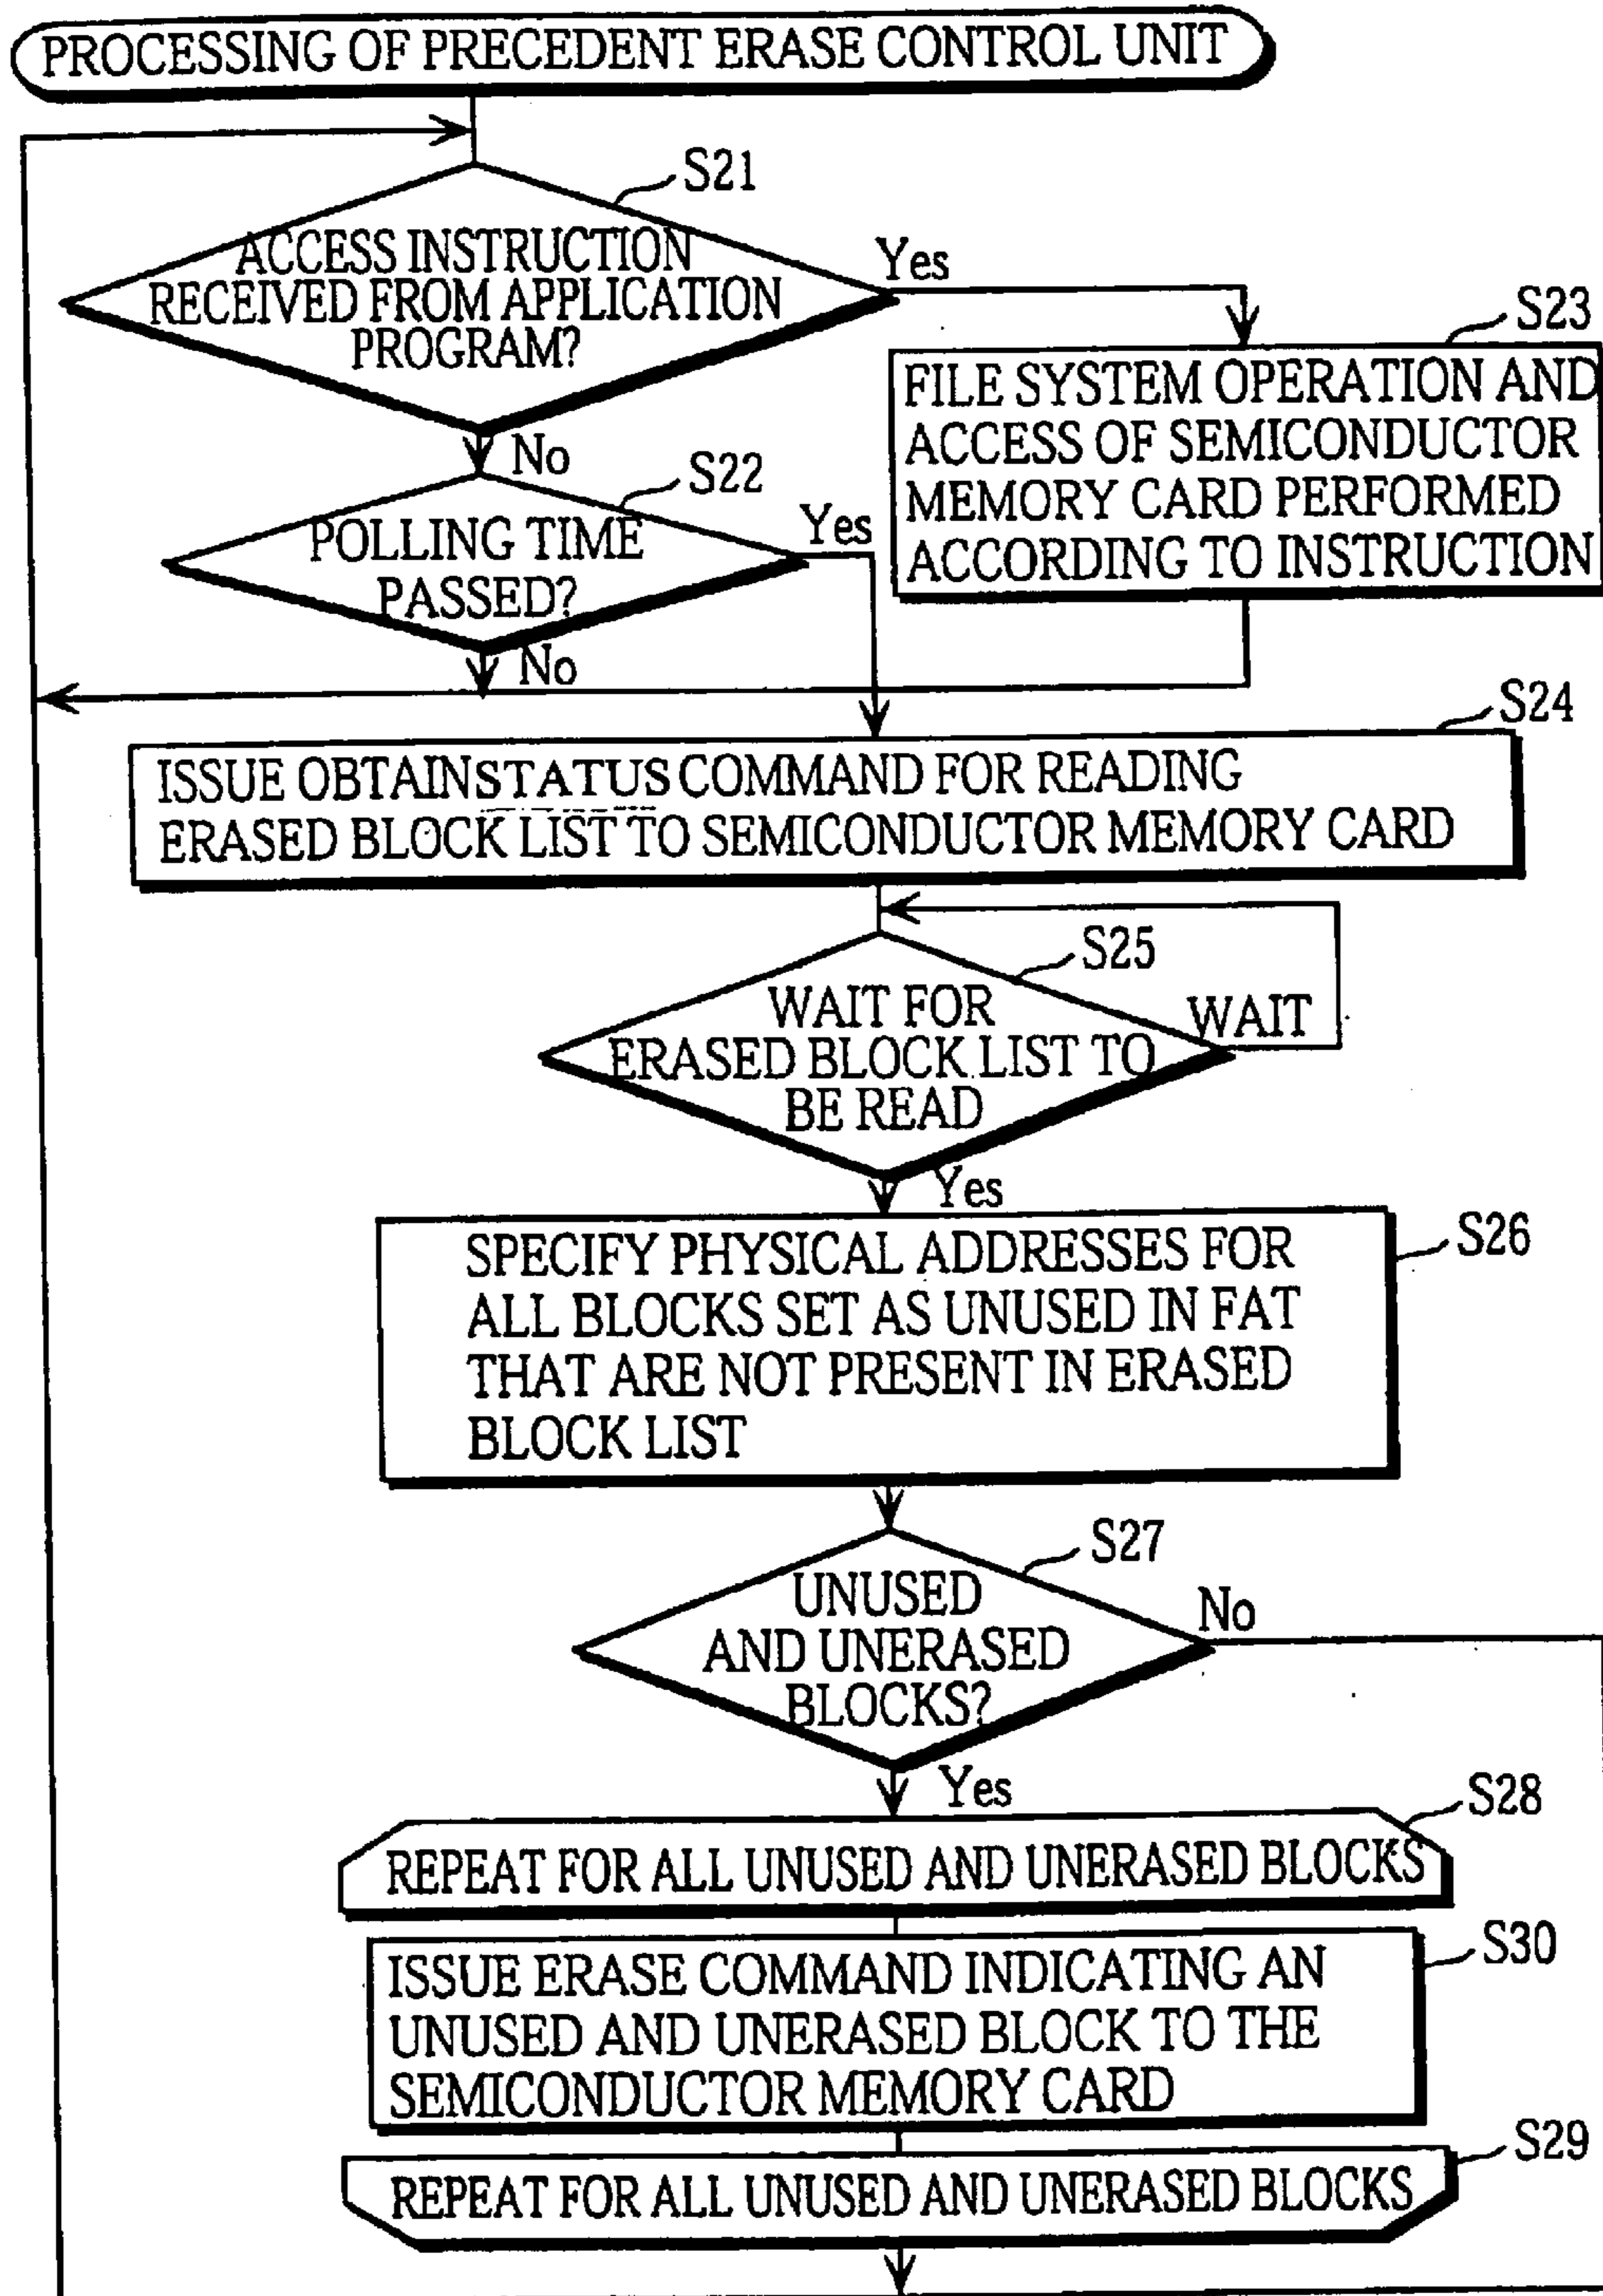 PROCESSING OF PRECEDENT ERASE CONTROL UNIT
S21
ACCESS INSTRUCTION
RECEIVED FROM APPLICATION
PROGRAM?
Yes
No
S23
FILE SYSTEM OPERATION AND
ACCESS OF SEMICONDUCTOR
MEMORY CARD PERFORMED
ACCORDING TO INSTRUCTION
S22
POLLING TIME
PASSED?
Yes
No
S24
ISSUE OBTAIN STATUS COMMAND FOR READING
ERASED BLOCK LIST TO SEMICONDUCTOR MEMORY CARD
S25
WAIT FOR
ERASED BLOCK LIST TO
BE READ
WAIT
Yes
S26
SPECIFY PHYSICAL ADDRESSES FOR
ALL BLOCKS SET AS UNUSED IN FAT
THAT ARE NOT PRESENT IN ERASED
BLOCK LIST
S27
UNUSED
AND UNERASED
BLOCKS?
No
Yes
S28
REPEAT FOR ALL UNUSED AND UNERASED BLOCKS
S30
ISSUE ERASE COMMAND INDICATING AN
UNUSED AND UNERASED BLOCK TO THE
SEMICONDUCTOR MEMORY CARD
S29
REPEAT FOR ALL UNUSED AND UNERASED BLOCKS